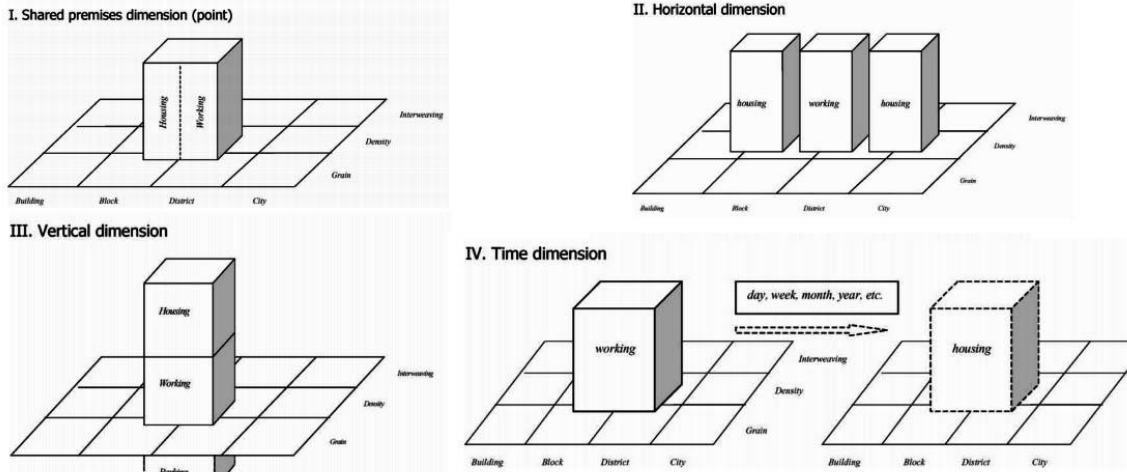 I. Shared premises dimension (point)
Housing
Working
Interweaving
Density
Grain
Building Block District City
II. Horizontal dimension
housing working housing
Interweaving
Density
Grain
Building Block District City
III. Vertical dimension
Housing
Working
Interweaving
Density
Grain
IV. Time dimension
day, week, month, year, etc.
working
housing
Interweaving
Density
Grain
Building Block District City
Building Block District City